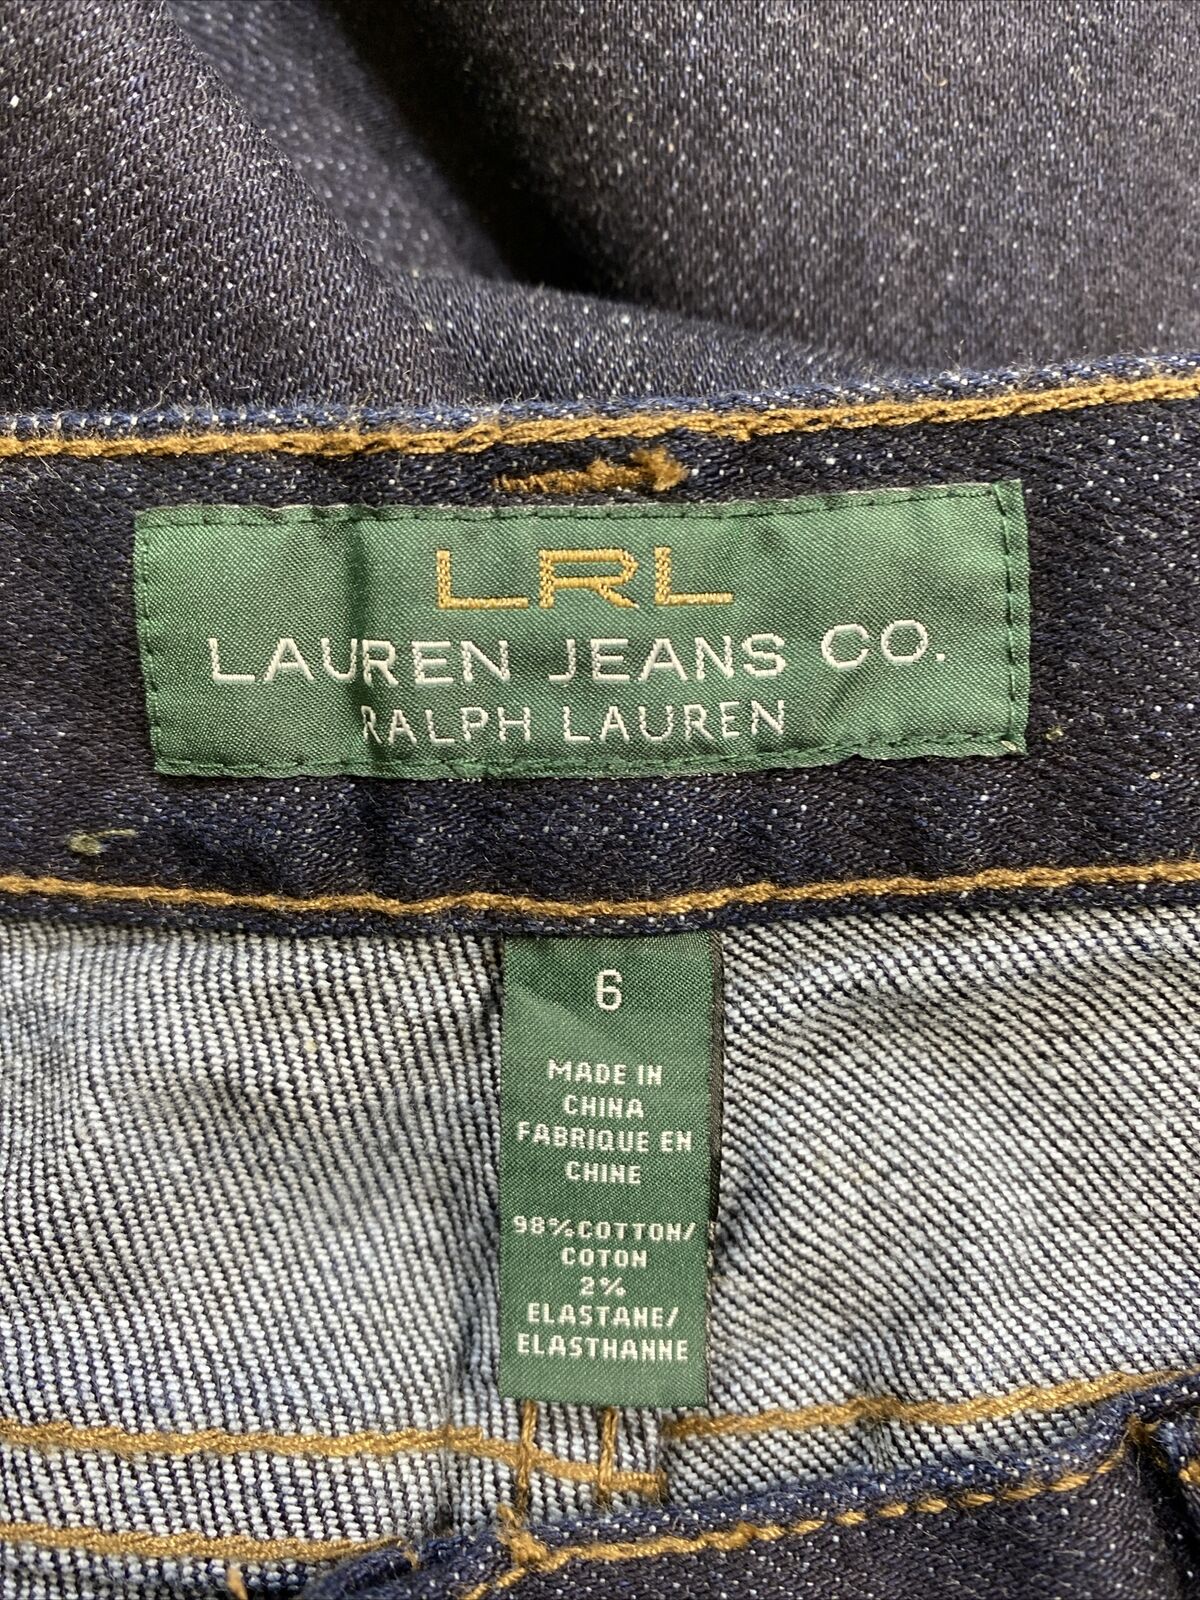 LRL
LAUREN JEANS CO.
RALPH LAUREN
6
MADE IN
CHINA
FABRIQUE EN
CHINE
98% COTTON/
COTON
2%
ELASTANE/
ELASTHANNE